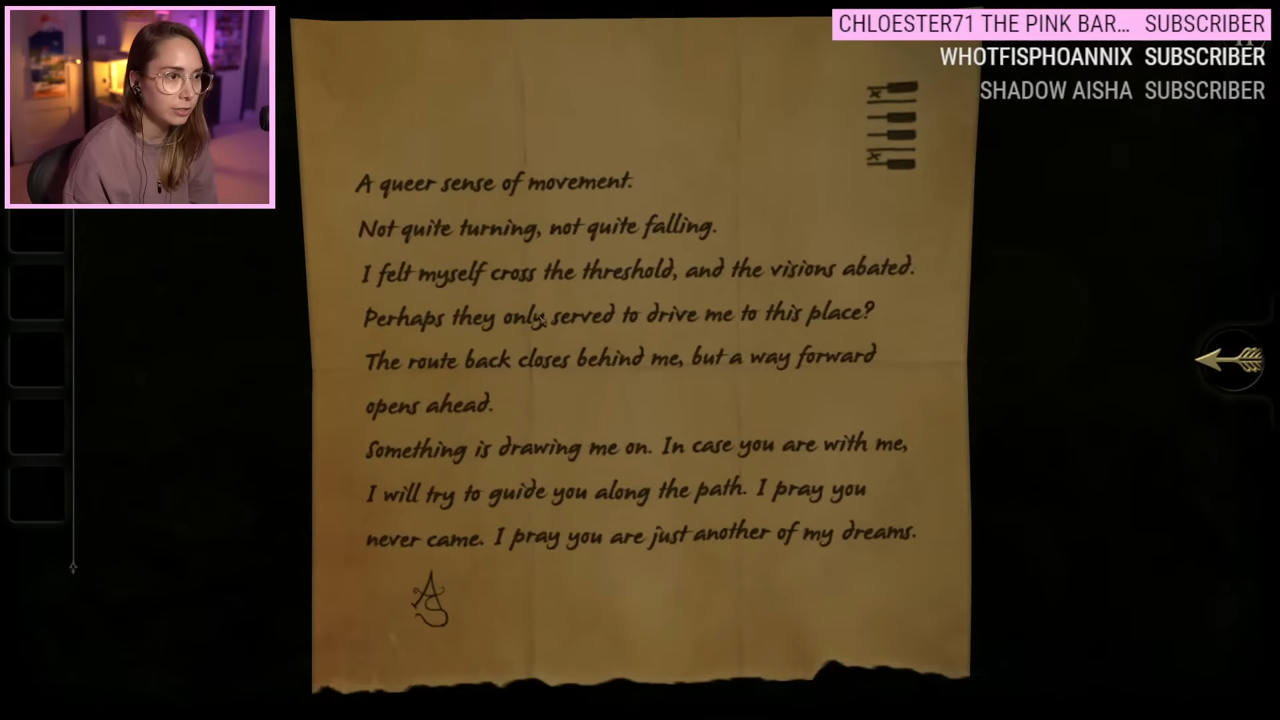 CHLOESTER71 THE PINK BAR... SUBSCRIBER
WHOTFISPHOANNIX SUBSCRIBER
SHADOW AISHA SUBSCRIBER
A queer sense of movement.
Not quite turning, not quite falling.
I felt myself cross the threshold, and the visions abated.
Perhaps they only served to drive me to this place?
The route back closes behind me, but a way forward
opens ahead.
Something is drawing me on. In case you are with me,
I will try to guide you along the path. I pray you
never came. I pray you are just another of my dreams.
AS